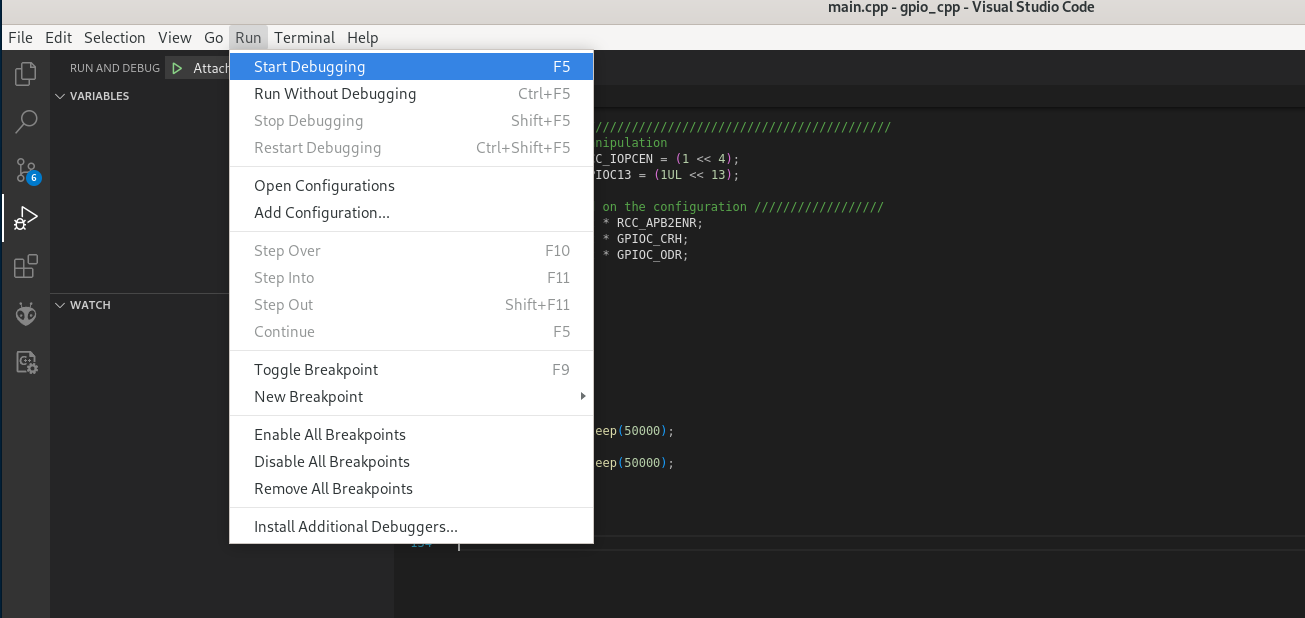 main.cpp - gpio_cpp - Visual Studio Code
File Edit Selection View Go Run Terminal Help
RUN AND DEBUG Attach
VARIABLES
6
WATCH
Start Debugging F5
Run Without Debugging Ctrl+F5
Stop Debugging Shift+F5
Restart Debugging Ctrl+Shift+F5
Open Configurations
Add Configuration...
Step Over F10
Step Into F11
Step Out Shift+F11
Continue F5
Toggle Breakpoint F9
New Breakpoint
Enable All Breakpoints
Disable All Breakpoints
Remove All Breakpoints
Install Additional Debuggers...
/////////////////////////////////////////
nipulation
C_IOPCEN = (1 << 4);
PIOC13 = (1UL << 13);
on the configuration //////////////////
* RCC_APB2ENR;
* GPIOC_CRH;
* GPIOC_ODR;
eep(50000);
eep(50000);